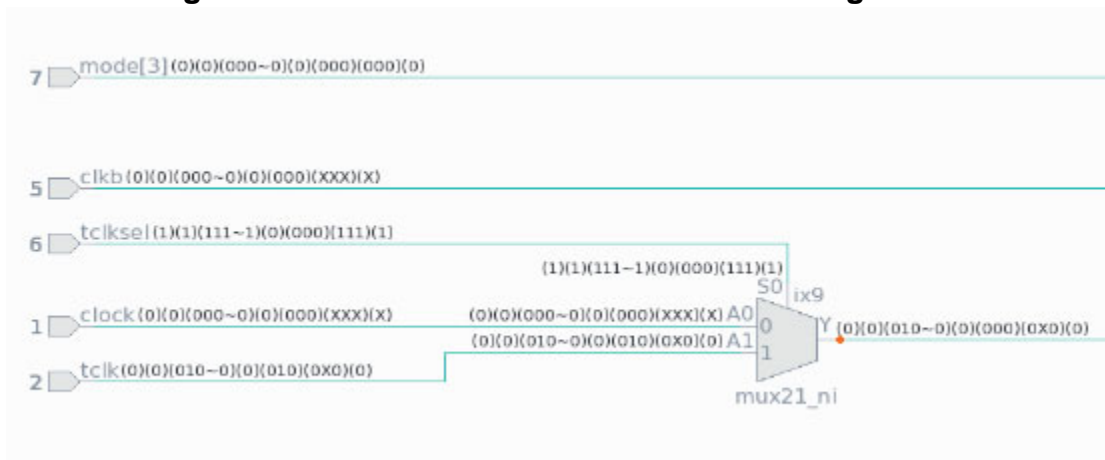 7 mode[3](0)(0)(000~0)(0)(000)(000)(0)
5 clkb(0)(0)(000~0)(0)(000)(XXX)(X)
6 tclksel(1)(1)(111~1)(0)(000)(111)(1)
(1)(1)(111~1)(0)(000)(111)(1)
S0 ix9
1 clock(0)(0)(000~0)(0)(000)(XXX)(X) (0)(0)(000~0)(0)(000)(XXX)(X) A0 0
Y (0)(0)(010~0)(0)(000)(0X0)(0)
(0)(0)(010~0)(0)(010)(0X0)(0) A1 1
2 tclk(0)(0)(010~0)(0)(010)(0X0)(0)
mux21_ni